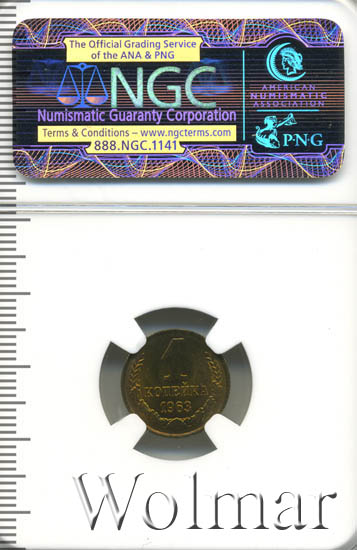 The Official Grading Service
of the ANA & PNG
NGC
Numismatic Guaranty Corporation
Terms & Conditions – www.ngcterms.com
888.NGC.1141
AMERICAN
NUMISMATIC
ASSOCIATION
P·N·G
1
КОПЕЙКА
1963
Wolmar